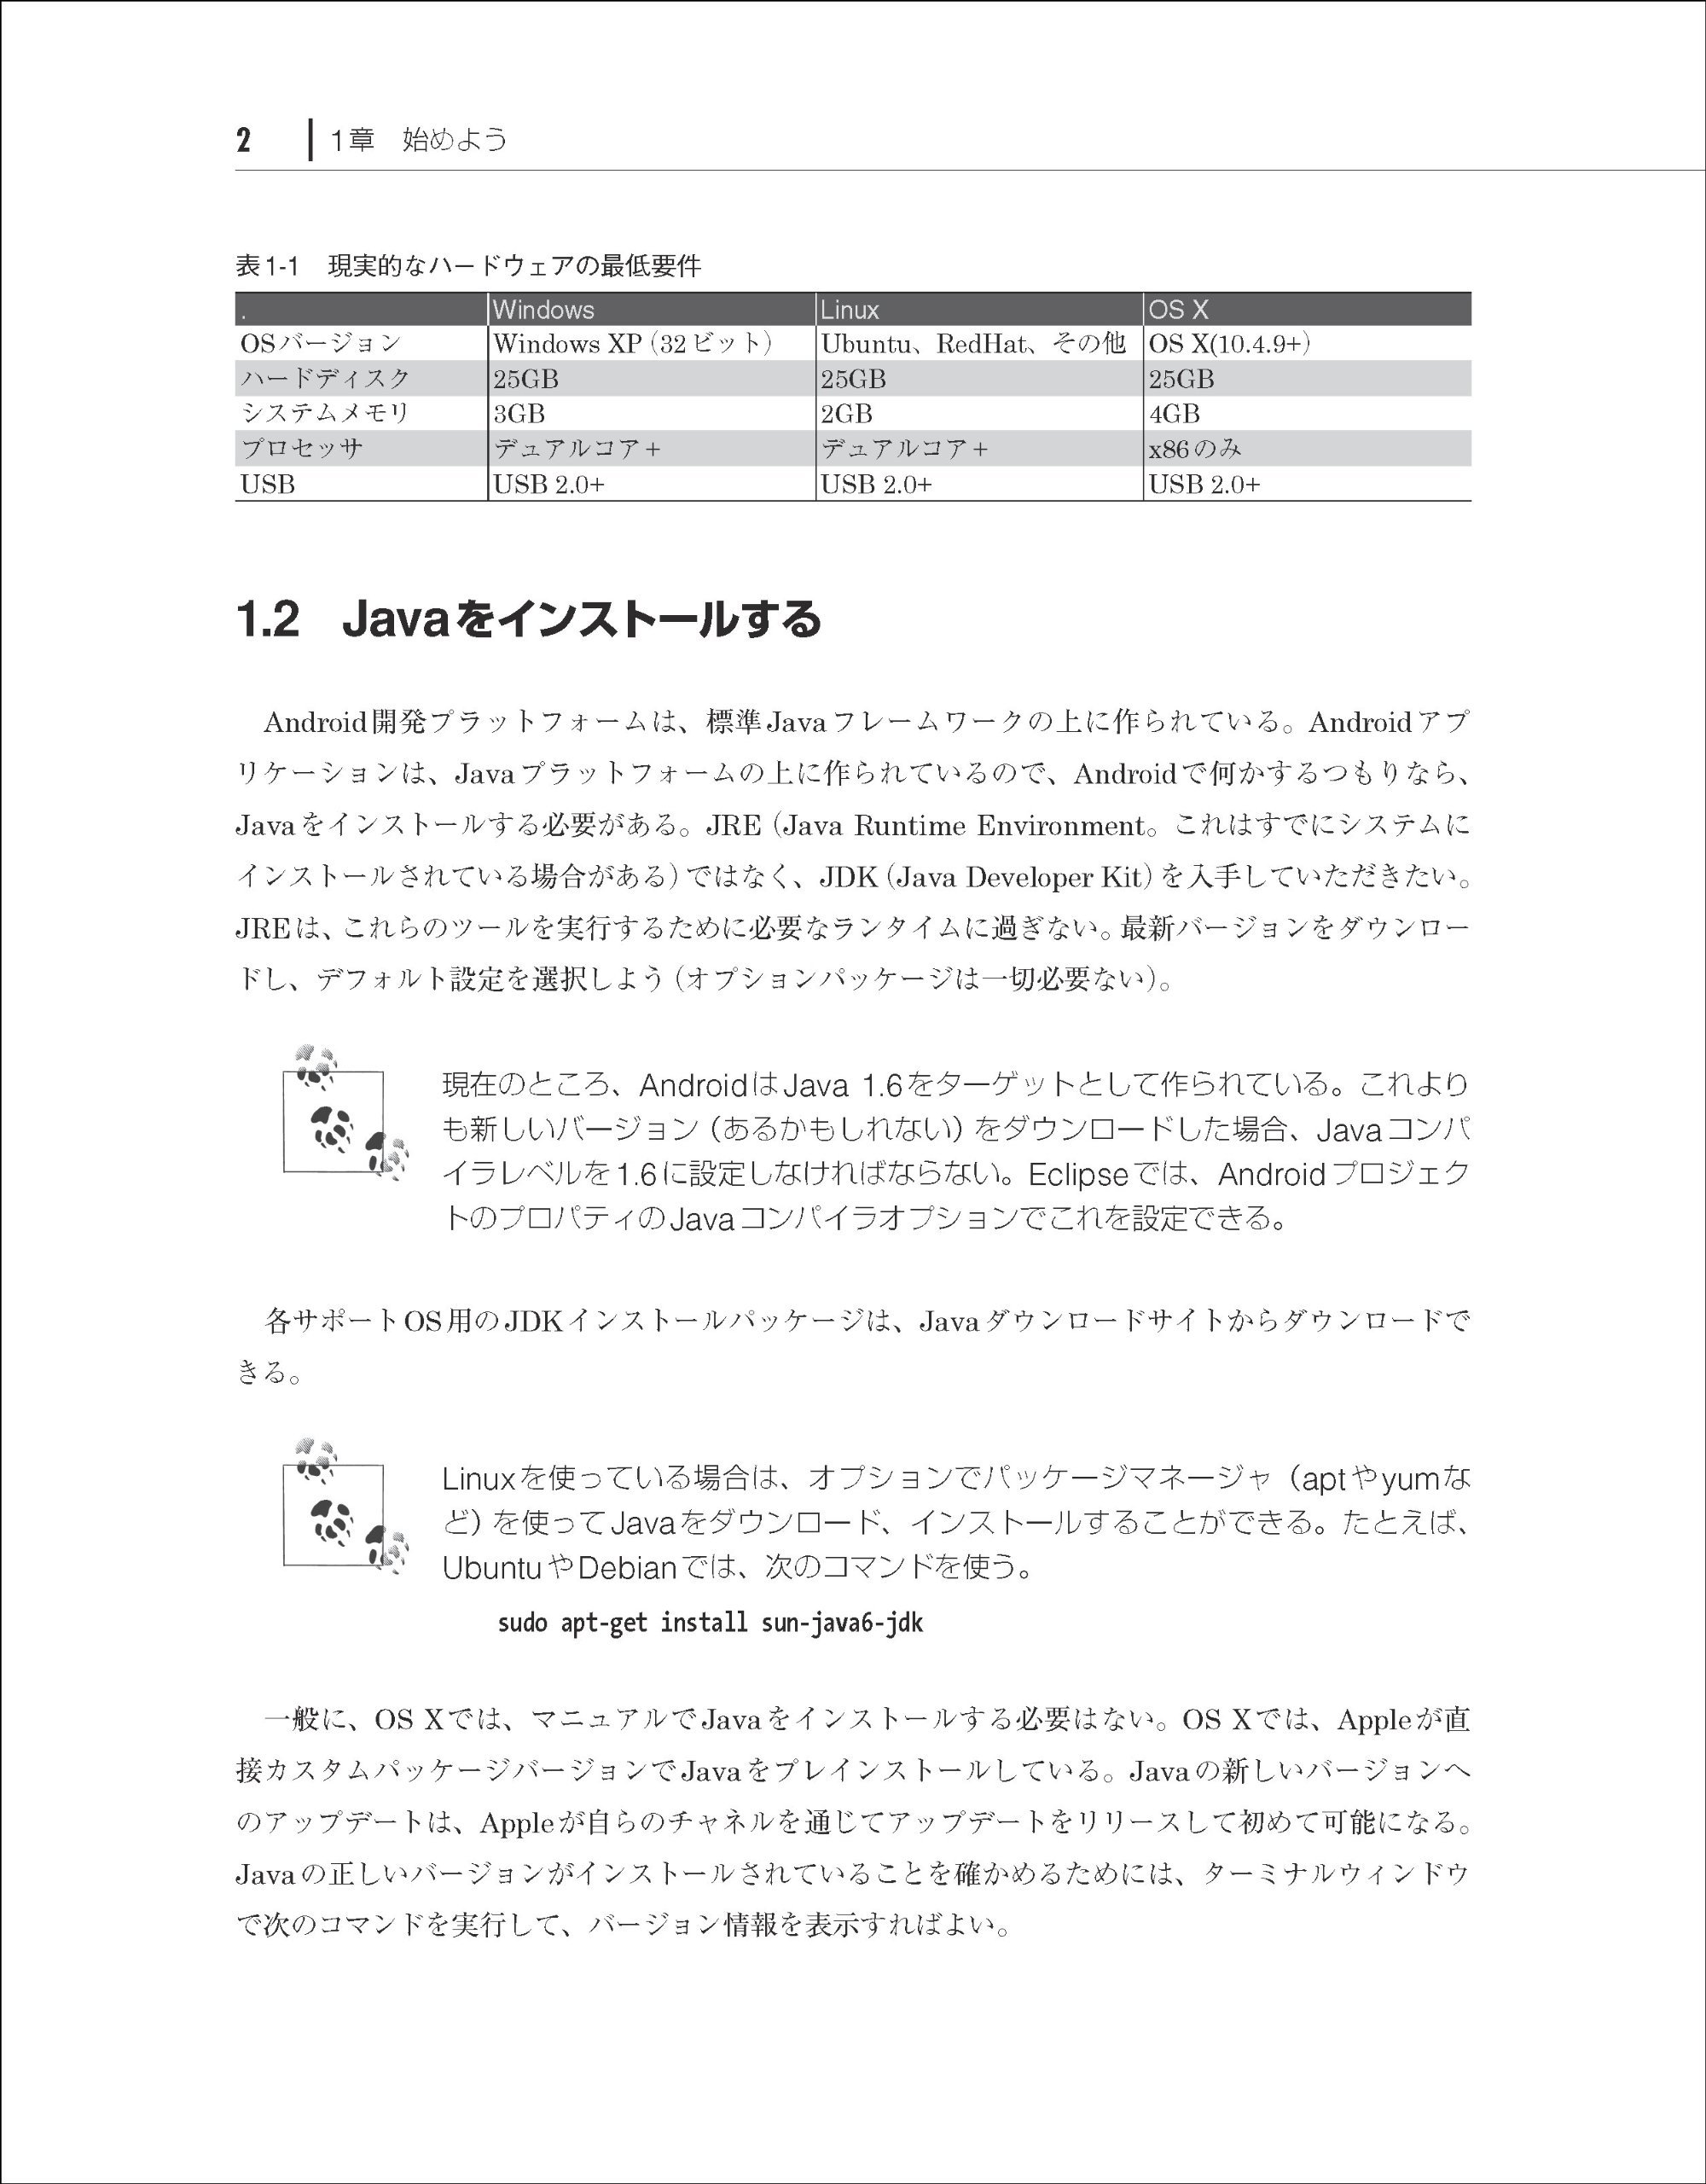 2 1章 始めよう
表1-1 現実的なハードウェアの最低要件
. Windows Linux OS X
OSバージョン Windows XP（32ビット） Ubuntu、RedHat、その他 OS X(10.4.9+)
ハードディスク 25GB 25GB 25GB
システムメモリ 3GB 2GB 4GB
プロセッサ デュアルコア+ デュアルコア+ x86のみ
USB USB 2.0+ USB 2.0+ USB 2.0+
1.2 Javaをインストールする
Android開発プラットフォームは、標準Javaフレームワークの上に作られている。Androidアプ
リケーションは、Javaプラットフォームの上に作られているので、Androidで何かするつもりなら、
Javaをインストールする必要がある。JRE（Java Runtime Environment。これはすでにシステムに
インストールされている場合がある）ではなく、JDK（Java Developer Kit）を入手していただきたい。
JREは、これらのツールを実行するために必要なランタイムに過ぎない。最新バージョンをダウンロー
ドし、デフォルト設定を選択しよう（オプションパッケージは一切必要ない）。
現在のところ、AndroidはJava 1.6をターゲットとして作られている。これより
も新しいバージョン（あるかもしれない）をダウンロードした場合、Javaコンパ
イラレベルを1.6に設定しなければならない。Eclipseでは、Androidプロジェク
トのプロパティのJavaコンパイラオプションでこれを設定できる。
各サポートOS用のJDKインストールパッケージは、Javaダウンロードサイトからダウンロードで
きる。
Linuxを使っている場合は、オプションでパッケージマネージャ（aptやyumな
ど）を使ってJavaをダウンロード、インストールすることができる。たとえば、
UbuntuやDebianでは、次のコマンドを使う。
sudo apt-get install sun-java6-jdk
一般に、OS Xでは、マニュアルでJavaをインストールする必要はない。OS Xでは、Appleが直
接カスタムパッケージバージョンでJavaをプレインストールしている。Javaの新しいバージョンへ
のアップデートは、Appleが自らのチャネルを通じてアップデートをリリースして初めて可能になる。
Javaの正しいバージョンがインストールされていることを確かめるためには、ターミナルウィンドウ
で次のコマンドを実行して、バージョン情報を表示すればよい。